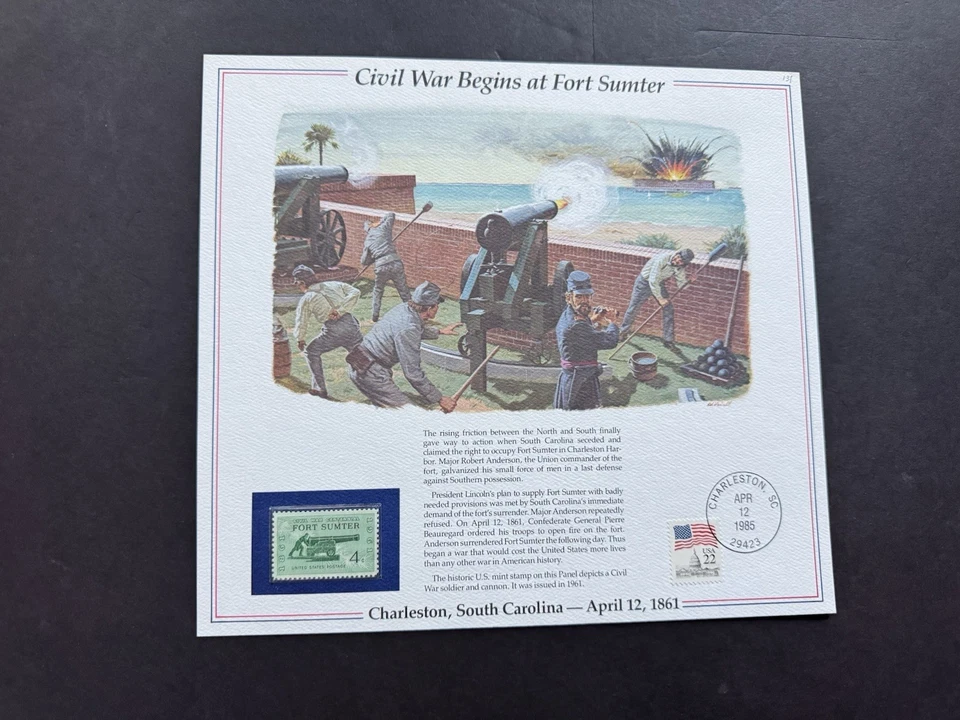 Civil War Begins at Fort Sumter
The rising friction between the North and South finally
gave way to action when South Carolina seceded and
claimed the right to occupy Fort Sumter in Charleston Har-
bor. Major Robert Anderson, the Union commander of the
fort, galvanized his small force of men in a last defense
against Southern possession.
President Lincoln's plan to supply Fort Sumter with badly
needed provisions was met by South Carolina's immediate
demand of the fort's surrender. Major Anderson repeatedly
refused. On April 12, 1861, Confederate General Pierre
Beauregard ordered his troops to open fire on the fort.
Anderson surrendered Fort Sumter the following day. Thus
began a war that would cost the United States more lives
than any other war in American history.
The historic U.S. mint stamp on this Panel depicts a Civil
War soldier and cannon. It was issued in 1961.
CIVIL WAR CENTENNIAL
FORT SUMTER
1861
1961
4c
UNITED STATES POSTAGE
USA
22
CHARLESTON, SC
APR
12
1985
29423
Charleston, South Carolina — April 12, 1861